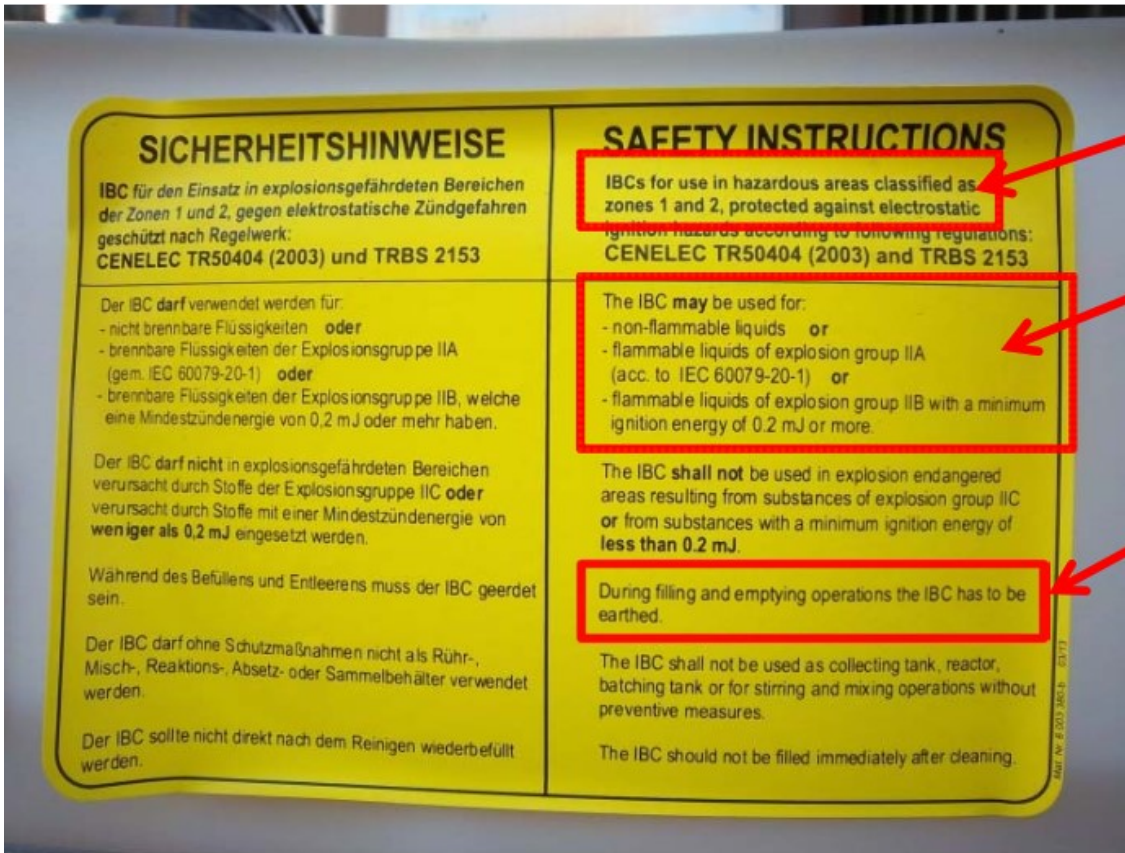 SICHERHEITSHINWEISE
IBC für den Einsatz in explosionsgefährdeten Bereichen
der Zonen 1 und 2, gegen elektrostatische Zündgefahren
geschützt nach Regelwerk:
CENELEC TR50404 (2003) und TRBS 2153
Der IBC darf verwendet werden für:
- nicht brennbare Flüssigkeiten oder
- brennbare Flüssigkeiten der Explosionsgruppe IIA
(gem. IEC 60079-20-1) oder
- brennbare Flüssigkeiten der Explosionsgruppe IIB, welche
eine Mindestzündenergie von 0,2 mJ oder mehr haben.
Der IBC darf nicht in explosionsgefährdeten Bereichen
verursacht durch Stoffe der Explosionsgruppe IIC oder
verursacht durch Stoffe mit einer Mindestzündenergie von
weniger als 0,2 mJ eingesetzt werden.
Während des Befüllens und Entleerens muss der IBC geerdet
sein.
Der IBC darf ohne Schutzmaßnahmen nicht als Rühr-,
Misch-, Reaktions-, Absetz- oder Sammelbehälter verwendet
werden.
Der IBC sollte nicht direkt nach dem Reinigen wiederbefüllt
werden.
SAFETY INSTRUCTIONS
IBCs for use in hazardous areas classified as
zones 1 and 2, protected against electrostatic
ignition hazards according to following regulations:
CENELEC TR50404 (2003) and TRBS 2153
The IBC may be used for:
- non-flammable liquids or
- flammable liquids of explosion group IIA
(acc. to IEC 60079-20-1) or
- flammable liquids of explosion group IIB with a minimum
ignition energy of 0.2 mJ or more.
The IBC shall not be used in explosion endangered
areas resulting from substances of explosion group IIC
or from substances with a minimum ignition energy of
less than 0.2 mJ.
During filling and emptying operations the IBC has to be
earthed.
The IBC shall not be used as collecting tank, reactor,
batching tank or for stirring and mixing operations without
preventive measures.
The IBC should not be filled immediately after cleaning.
Mat. Nr. 03/13